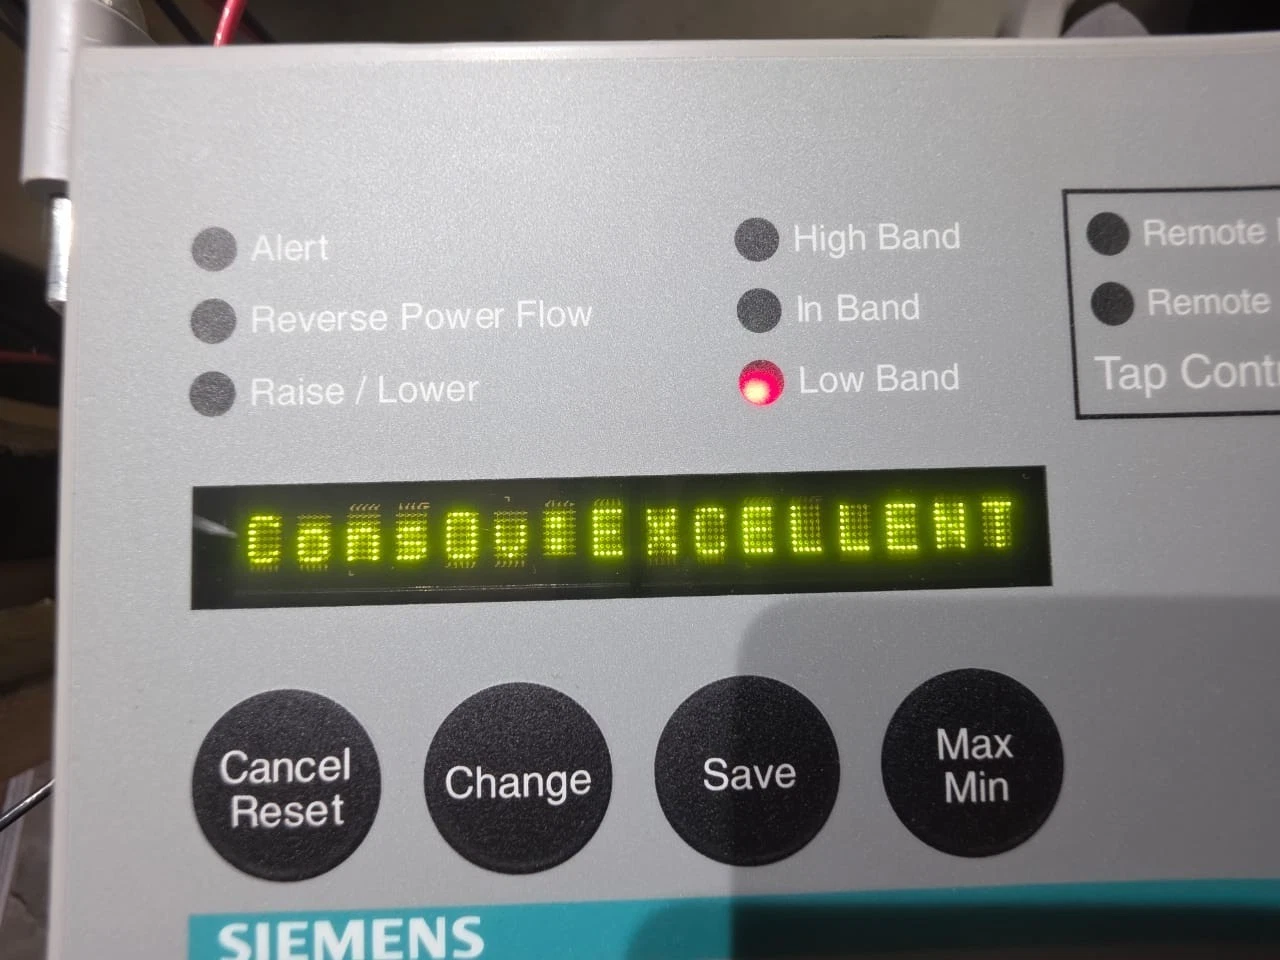 Alert
Reverse Power Flow
Raise / Lower
High Band
In Band
Low Band
Remote
Remote
Tap
EXCELLENT
Cancel
Reset
Change
Save
Max
Min
SIEMENS